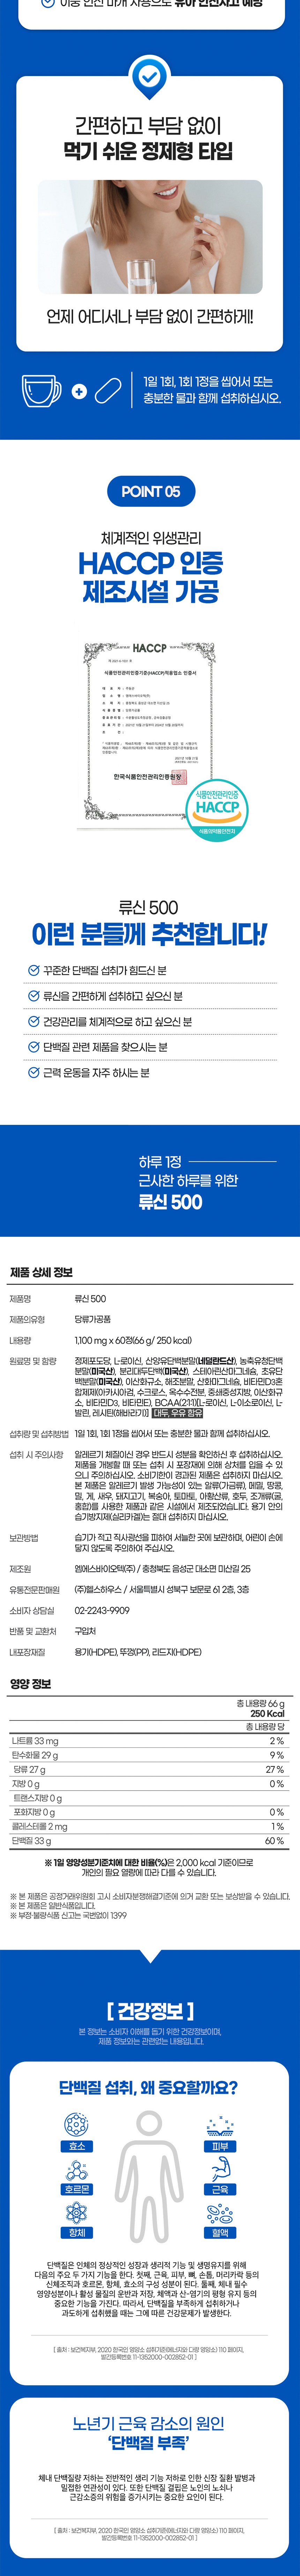 이중 안전 마개 사용으로 유아 안전사고 예방
간편하고 부담 없이
먹기 쉬운 정제형 타입
언제 어디서나 부담 없이 간편하게!
1일 1회, 1회 1정을 씹어서 또는
충분한 물과 함께 섭취하십시오.
POINT 05
체계적인 위생관리
HACCP 인증
제조시설 가공
HACCP
식품안전관리인증기준(HACCP)적용업소 인증서
한국식품안전관리인증원장
식품안전관리인증
HACCP
식품의약품안전처
류신 500
이런 분들께 추천합니다!
꾸준한 단백질 섭취가 힘드신 분
류신을 간편하게 섭취하고 싶으신 분
건강관리를 체계적으로 하고 싶으신 분
단백질 관련 제품을 찾으시는 분
근력 운동을 자주 하시는 분
하루 1정
근사한 하루를 위한
류신 500
제품 상세 정보
제품명 류신 500
제품의유형 당류가공품
내용량 1,100 mg x 60정(66 g/ 250 kcal)
원료명 및 함량 정제포도당, L-로이신, 산양유단백분말(네덜란드산), 농축유청단백
분말(미국산), 분리대두단백(미국산), 스테아린산마그네슘, 초유단
백분말(미국산), 이산화규소, 해조분말, 산화마그네슘, 비타민D3혼
합제제(아카시아검, 수크로스, 옥수수전분, 중쇄중성지방, 이산화규
소, 비타민D3, 비타민E), BCAA(2:1:1)(L-로이신, L-이소로이신, L-
발린, 레시틴(해바라기)) 대두, 우유 함유
섭취량 및 섭취방법 1일 1회, 1회 1정을 씹어서 또는 충분한 물과 함께 섭취하십시오.
섭취 시 주의사항 알레르기 체질이신 경우 반드시 성분을 확인하신 후 섭취하십시오.
제품을 개봉할 때 또는 섭취 시 포장재에 의해 상처를 입을 수 있
으니 주의하십시오. 소비기한이 경과된 제품은 섭취하지 마십시오.
본 제품은 알레르기 발생 가능성이 있는 알류(가금류), 메밀, 땅콩,
밀, 게, 새우, 돼지고기, 복숭아, 토마토, 아황산류, 호두, 조개류(굴,
홍합)를 사용한 제품과 같은 시설에서 제조되었습니다. 용기 안의
습기방지제(실리카겔)는 절대 섭취하지 마십시오.
보관방법 습기가 적고 직사광선을 피하여 서늘한 곳에 보관하며, 어린이 손에
닿지 않도록 주의하여 주십시오.
제조원 엠에스바이오텍(주) / 충청북도 음성군 대소면 미산길 25
유통전문판매원 (주)헬스하우스 / 서울특별시 성북구 보문로 61 2층, 3층
소비자 상담실 02-2243-9909
반품 및 교환처 구입처
내포장재질 용기(HDPE), 뚜껑(PP), 리드지(HDPE)
영양 정보
총 내용량 66 g
250 Kcal
총 내용량 당
나트륨 33 mg 2 %
탄수화물 29 g 9 %
당류 27 g 27 %
지방 0 g 0 %
트랜스지방 0 g
포화지방 0 g 0 %
콜레스테롤 2 mg 1 %
단백질 33 g 60 %
※ 1일 영양성분기준치에 대한 비율(%)은 2,000 kcal 기준이므로
개인의 필요 열량에 따라 다를 수 있습니다.
※ 본 제품은 공정거래위원회 고시 소비자분쟁해결기준에 의거 교환 또는 보상받을 수 있습니다.
※ 본 제품은 일반식품입니다.
※ 부정·불량식품 신고는 국번없이 1399
[ 건강정보 ]
본 정보는 소비자 이해를 돕기 위한 건강정보이며,
제품 정보와는 관련없는 내용입니다.
단백질 섭취, 왜 중요할까요?
효소
피부
호르몬
근육
항체
혈액
단백질은 인체의 정상적인 성장과 생리적 기능 및 생명유지를 위해
다음의 주요 두 가지 기능을 한다. 첫째, 근육, 피부, 뼈, 손톱, 머리카락 등의
신체조직과 호르몬, 항체, 효소의 구성 성분이 된다. 둘째, 체내 필수
영양성분이나 활성 물질의 운반과 저장, 체액과 산-염기의 평형 유지 등의
중요한 기능을 가진다. 따라서, 단백질을 부족하게 섭취하거나
과도하게 섭취했을 때는 그에 따른 건강문제가 발생한다.
[ 출처 : 보건복지부, 2020 한국인 영양소 섭취기준(에너지와 다량 영양소) 110 페이지,
발간등록번호 11-1352000-002852-01 ]
노년기 근육 감소의 원인
‘단백질 부족’
체내 단백질량 저하는 전반적인 생리 기능 저하로 인한 신장 질환 발병과
밀접한 연관성이 있다. 또한 단백질 결핍은 노인의 노쇠나
근감소증의 위험을 증가시키는 중요한 요인이 된다.
[ 출처 : 보건복지부, 2020 한국인 영양소 섭취기준(에너지와 다량 영양소) 110 페이지,
발간등록번호 11-1352000-002852-01 ]